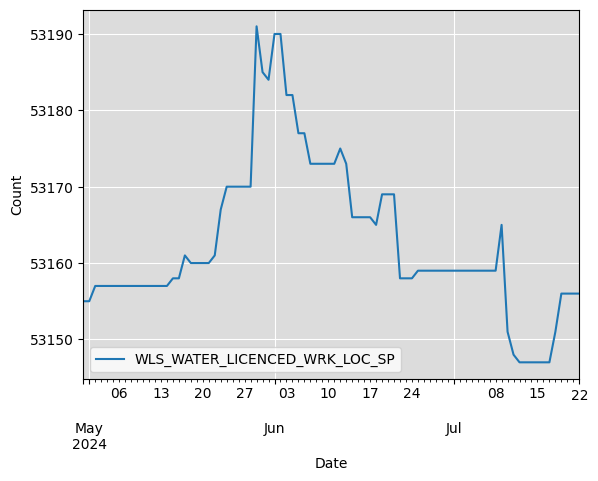 53190
53180
53170
53160
53150
Count
WLS_WATER_LICENCED_WRK_LOC_SP
06 13 20 27 03 10 17 24 08 15 22
May Jun Jul
2024
Date